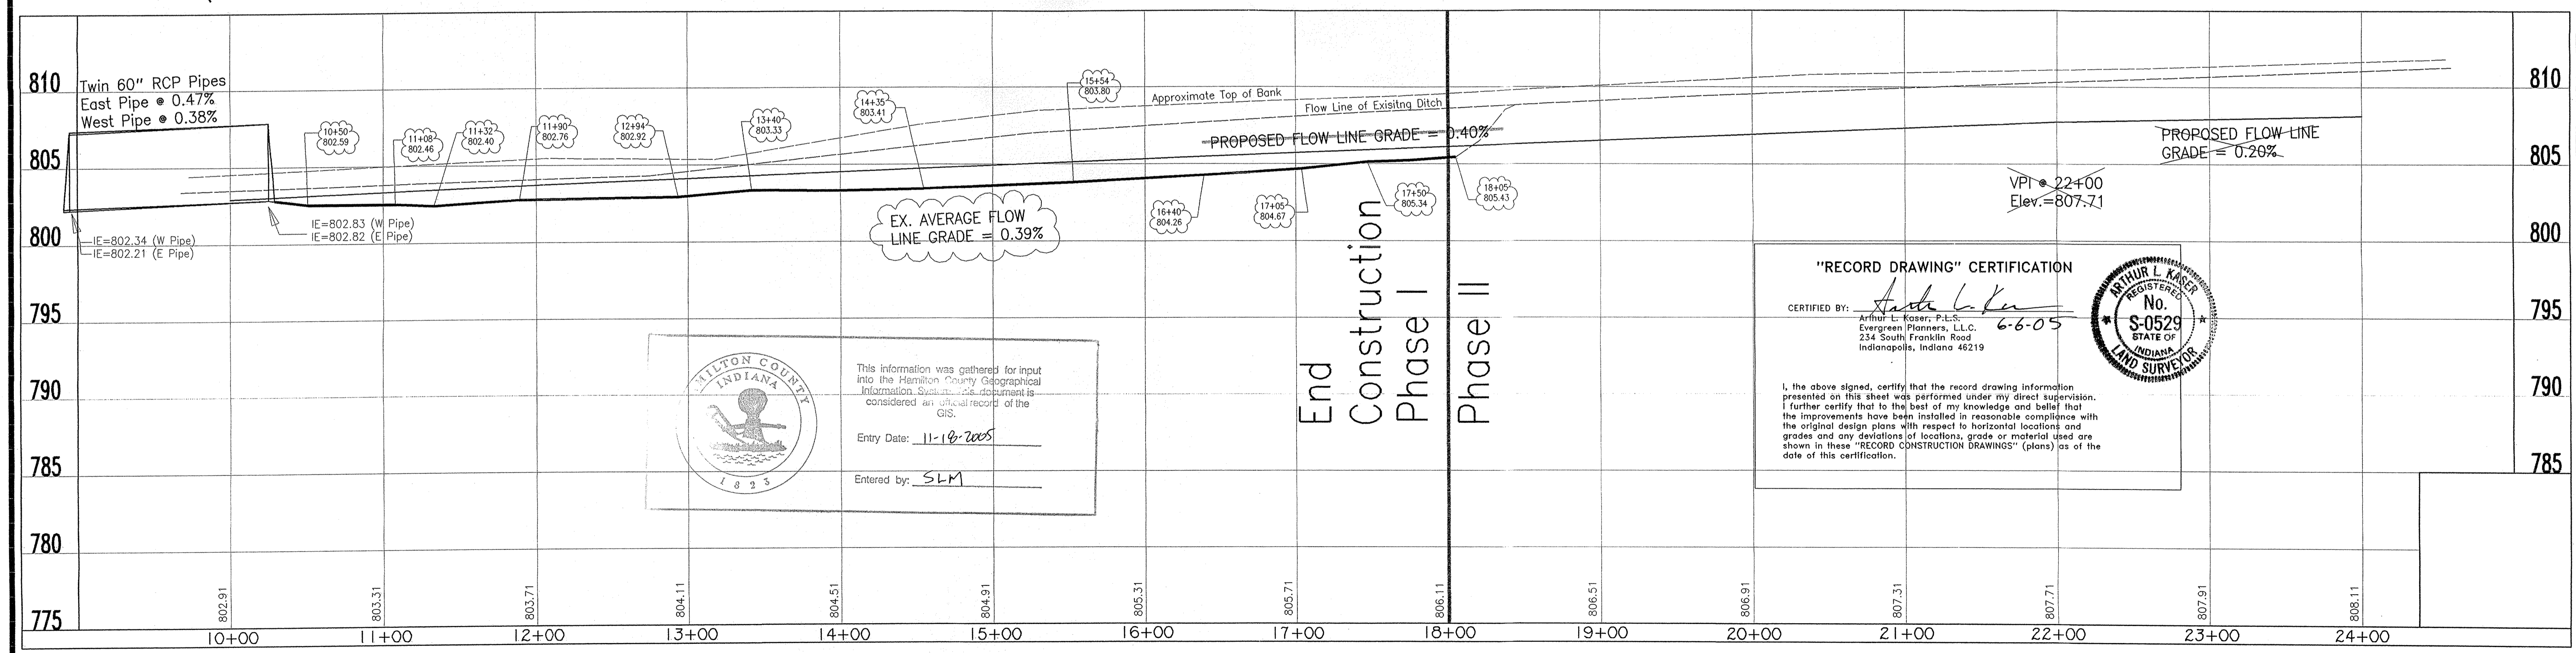 810
805
800
795
790
785
780
775
Twin 60" RCP Pipes
East Pipe @ 0.47%
West Pipe @ 0.38%
IE=802.34 (W Pipe)
IE=802.21 (E Pipe)
IE=802.83 (W Pipe)
IE=802.82 (E Pipe)
10+50
802.59
11+08
802.46
11+32
802.40
11+90
802.76
12+94
802.92
13+40
803.33
14+35
803.41
15+54
803.80
Approximate Top of Bank
Flow Line of Exisitng Ditch
PROPOSED FLOW LINE GRADE = 0.40%
EX. AVERAGE FLOW
LINE GRADE = 0.39%
16+40
804.26
17+05
804.67
17+50
805.34
18+05
805.43
End
Construction
Phase I
Phase II
PROPOSED FLOW LINE
GRADE = 0.20%
VPI @ 22+00
Elev.=807.71
810
805
800
795
790
785
"RECORD DRAWING" CERTIFICATION
CERTIFIED BY:
Arthur L. Kaser, P.L.S.
Evergreen Planners, L.L.C.
6-6-05
234 South Franklin Road
Indianapolis, Indiana 46219
I, the above signed, certify that the record drawing information
presented on this sheet was performed under my direct supervision.
I further certify that to the best of my knowledge and belief that
the improvements have been installed in reasonable compliance with
the original design plans with respect to horizontal locations and
grades and any deviations of locations, grade or material used are
shown in these "RECORD CONSTRUCTION DRAWINGS" (plans) as of the
date of this certification.
ARTHUR L. KASER
REGISTERED
No.
S-0529
STATE OF
INDIANA
LAND SURVEYOR
MILTON COUNTY
INDIANA
1823
This information was gathered for input
into the Hamilton County Geographical
Information System. This document is
considered an official record of the
GIS.
Entry Date: 11-18-2005
Entered by: SLM
802.91
803.31
803.71
804.11
804.51
804.91
805.31
805.71
806.11
806.51
806.91
807.31
807.71
807.91
808.11
10+00
11+00
12+00
13+00
14+00
15+00
16+00
17+00
18+00
19+00
20+00
21+00
22+00
23+00
24+00